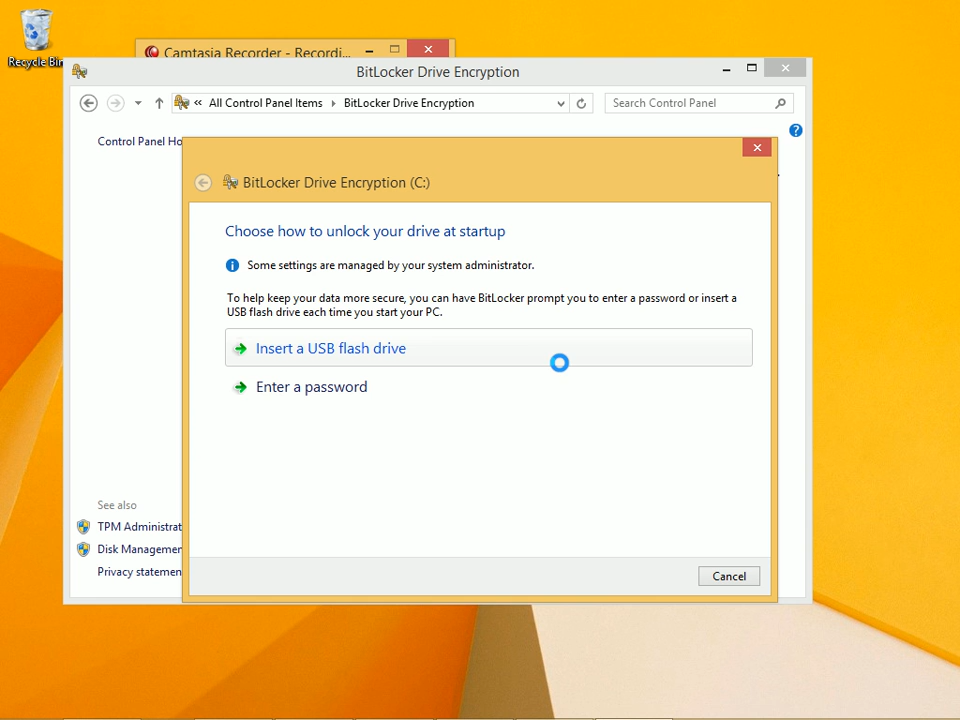 Recycle Bin
Camtasia Recorder - Recordi...
BitLocker Drive Encryption
« All Control Panel Items BitLocker Drive Encryption
Search Control Panel
Control Panel Ho
BitLocker Drive Encryption (C:)
Choose how to unlock your drive at startup
Some settings are managed by your system administrator.
To help keep your data more secure, you can have BitLocker prompt you to enter a password or insert a
USB flash drive each time you start your PC.
Insert a USB flash drive
Enter a password
See also
TPM Administrat
Disk Managemen
Privacy statemen
Cancel